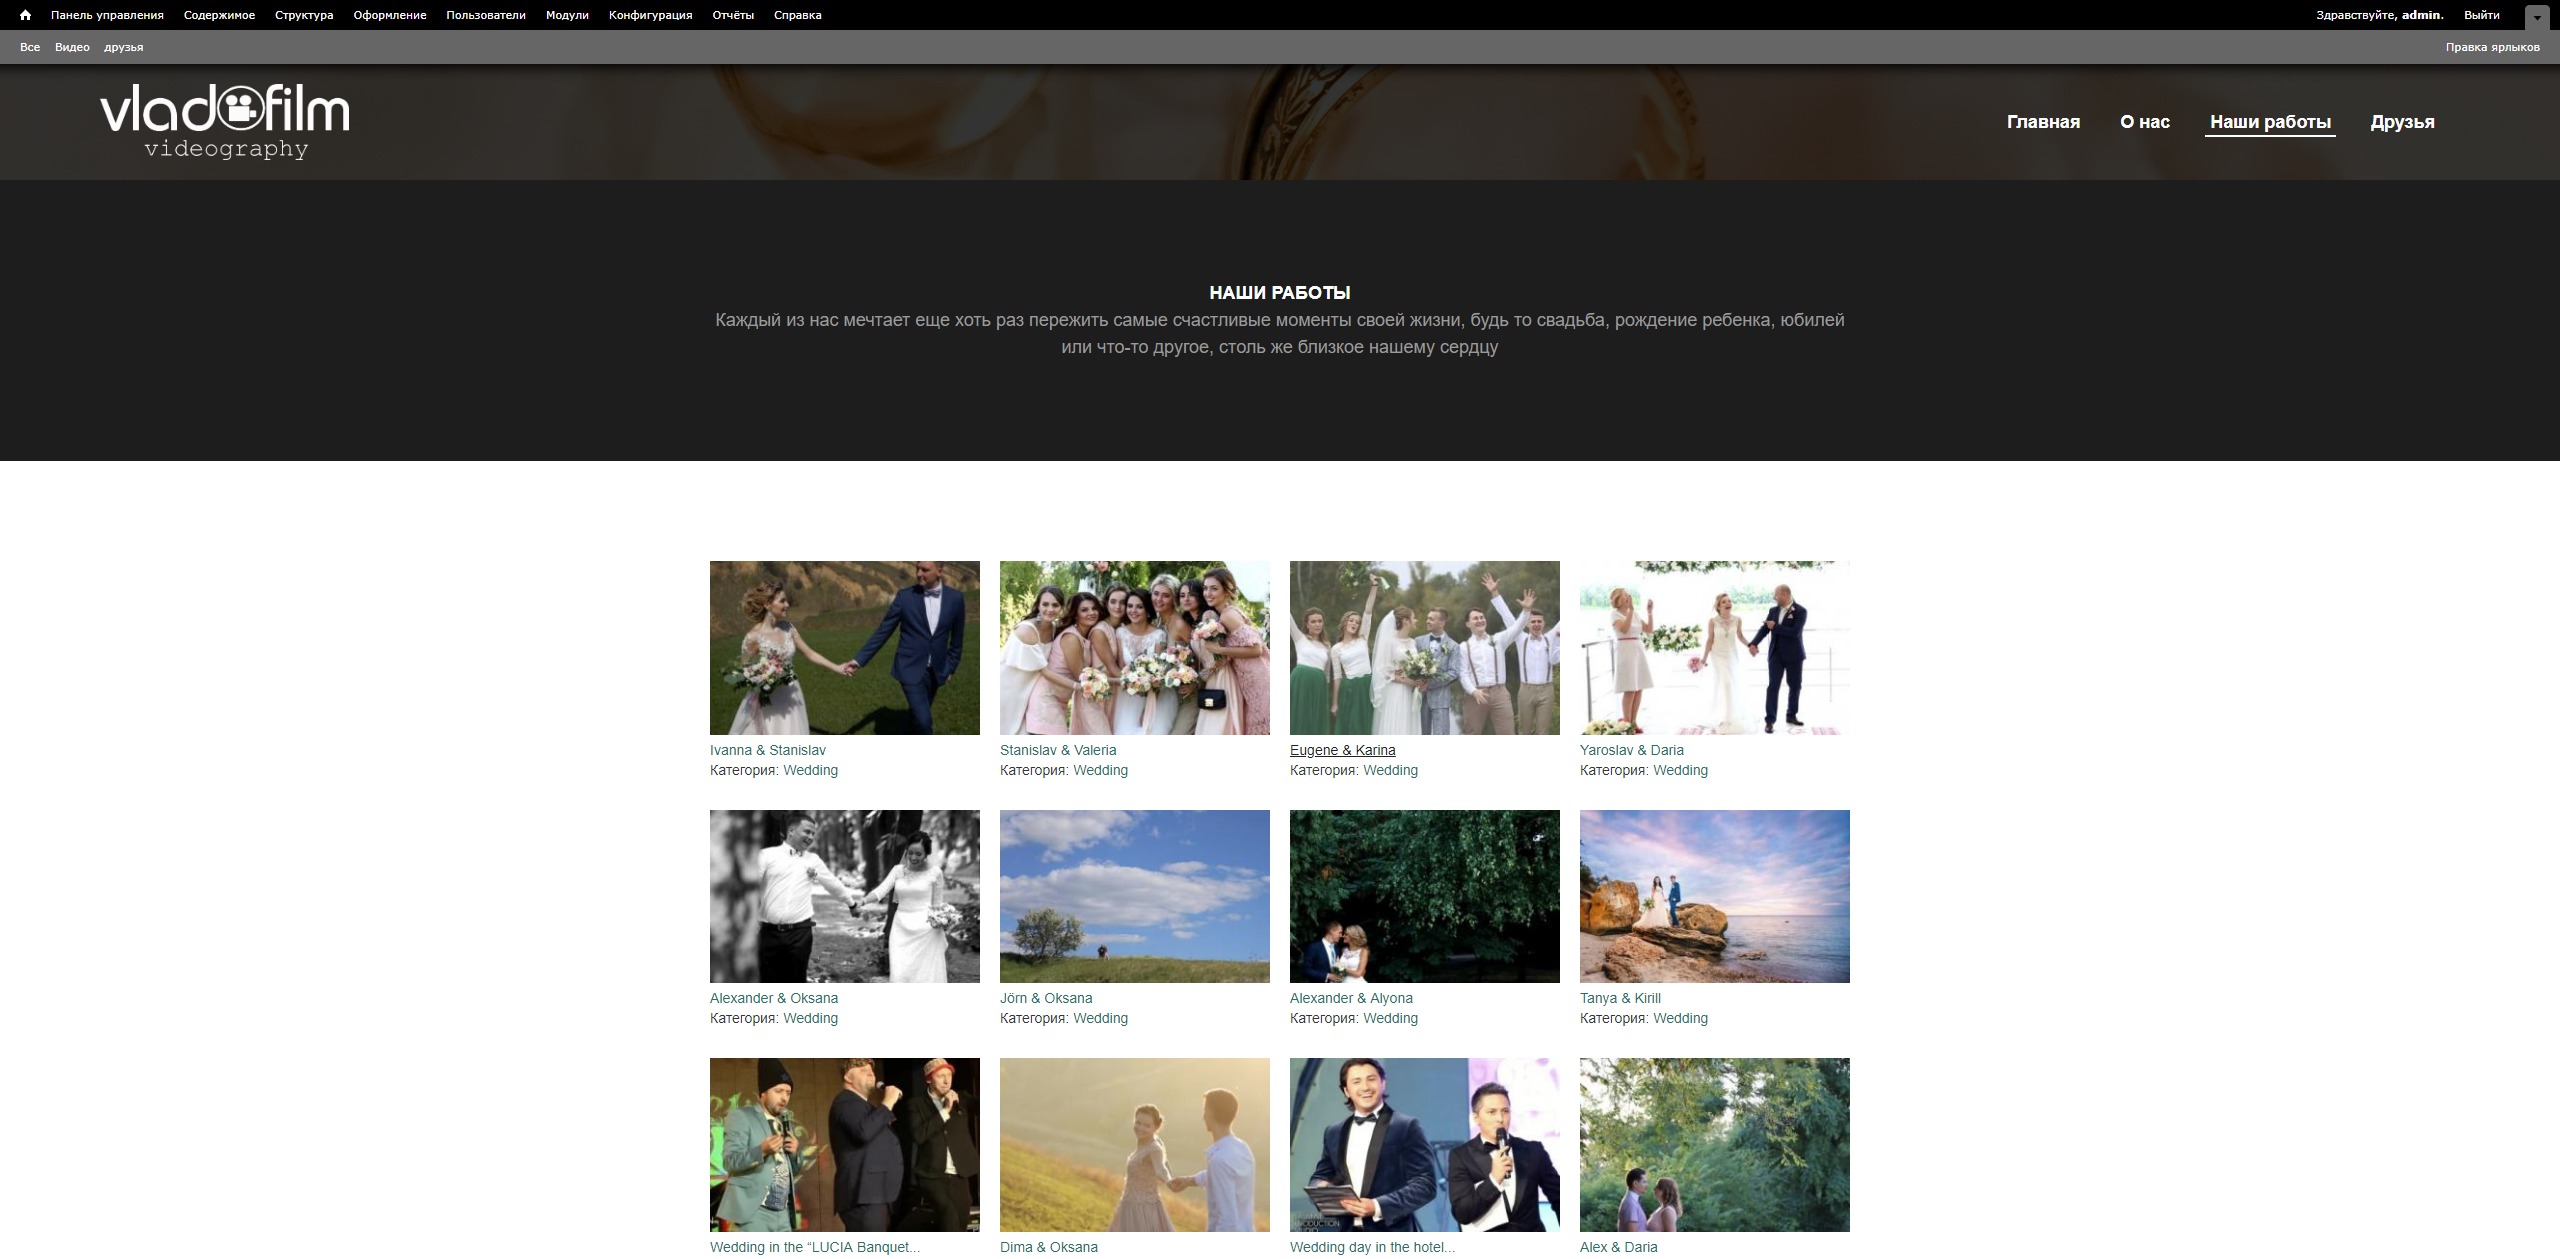 Панель управления Содержимое Структура Оформление Пользователи Модули Конфигурация Отчёты Справка Здравствуйте, admin. Выйти
Все Видео друзья Правка ярлыков
vladofilm
videography
Главная О нас Наши работы Друзья
НАШИ РАБОТЫ
Каждый из нас мечтает еще хоть раз пережить самые счастливые моменты своей жизни, будь то свадьба, рождение ребенка, юбилей
или что-то другое, столь же близкое нашему сердцу
Ivanna & Stanislav
Категория: Wedding
Stanislav & Valeria
Категория: Wedding
Eugene & Karina
Категория: Wedding
Yaroslav & Daria
Категория: Wedding
Alexander & Oksana
Категория: Wedding
Jörn & Oksana
Категория: Wedding
Alexander & Alyona
Категория: Wedding
Tanya & Kirill
Категория: Wedding
Wedding in the “LUCIA Banquet...
Dima & Oksana
Wedding day in the hotel...
Alex & Daria